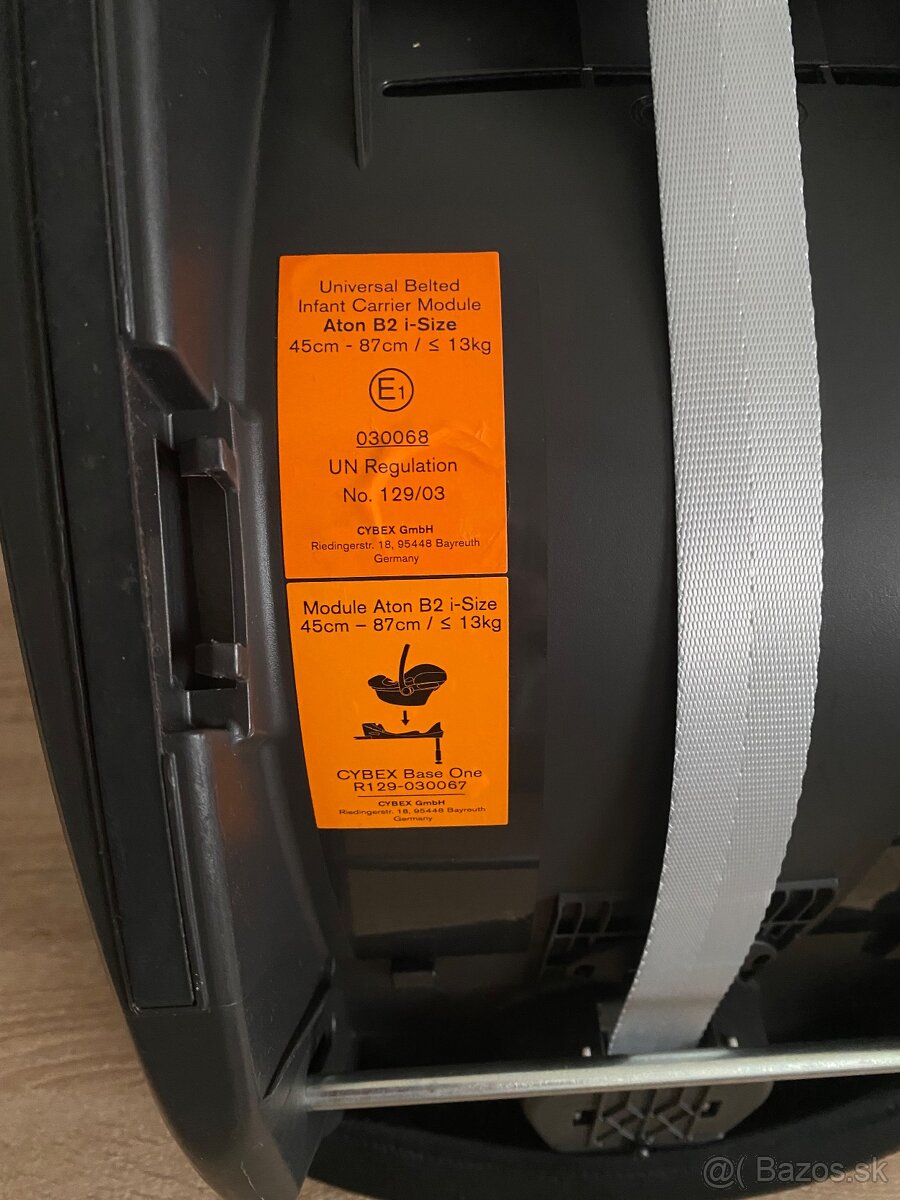 Universal Belted
Infant Carrier Module
Aton B2 i-Size
45cm - 87cm / ≤ 13kg
E1
030068
UN Regulation
No. 129/03
CYBEX GmbH
Riedingerstr. 18, 95448 Bayreuth
Germany
Module Aton B2 i-Size
45cm – 87cm / ≤ 13kg
CYBEX Base One
R129-030067
CYBEX GmbH
Riedingerstr. 18, 95448 Bayreuth
Germany
@( Bazos.sk